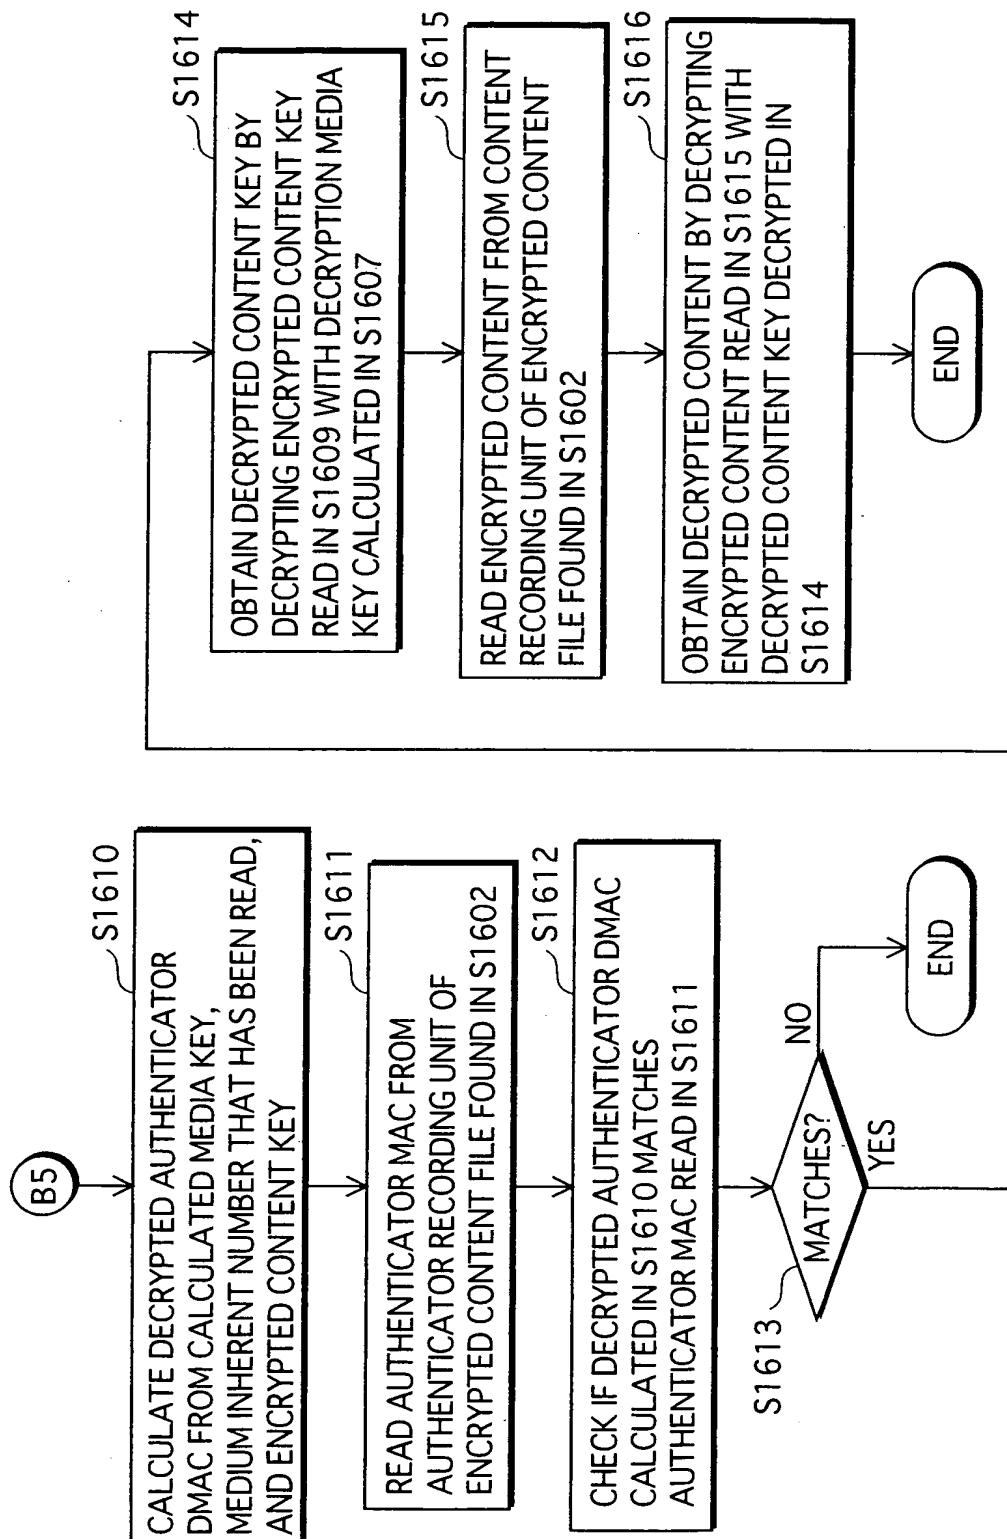 B5
S1610
CALCULATE DECRYPTED AUTHENTICATOR
DMAC FROM CALCULATED MEDIA KEY,
MEDIUM INHERENT NUMBER THAT HAS BEEN READ,
AND ENCRYPTED CONTENT KEY
S1611
READ AUTHENTICATOR MAC FROM
AUTHENTICATOR RECORDING UNIT OF
ENCRYPTED CONTENT FILE FOUND IN S1602
S1612
CHECK IF DECRYPTED AUTHENTICATOR DMAC
CALCULATED IN S1610 MATCHES
AUTHENTICATOR MAC READ IN S1611
S1613
MATCHES?
NO
YES
END
S1614
OBTAIN DECRYPTED CONTENT KEY BY
DECRYPTING ENCRYPTED CONTENT KEY
READ IN S1609 WITH DECRYPTION MEDIA
KEY CALCULATED IN S1607
S1615
READ ENCRYPTED CONTENT FROM CONTENT
RECORDING UNIT OF ENCRYPTED CONTENT
FILE FOUND IN S1602
S1616
OBTAIN DECRYPTED CONTENT BY DECRYPTING
ENCRYPTED CONTENT READ IN S1615 WITH
DECRYPTED CONTENT KEY DECRYPTED IN
S1614
END